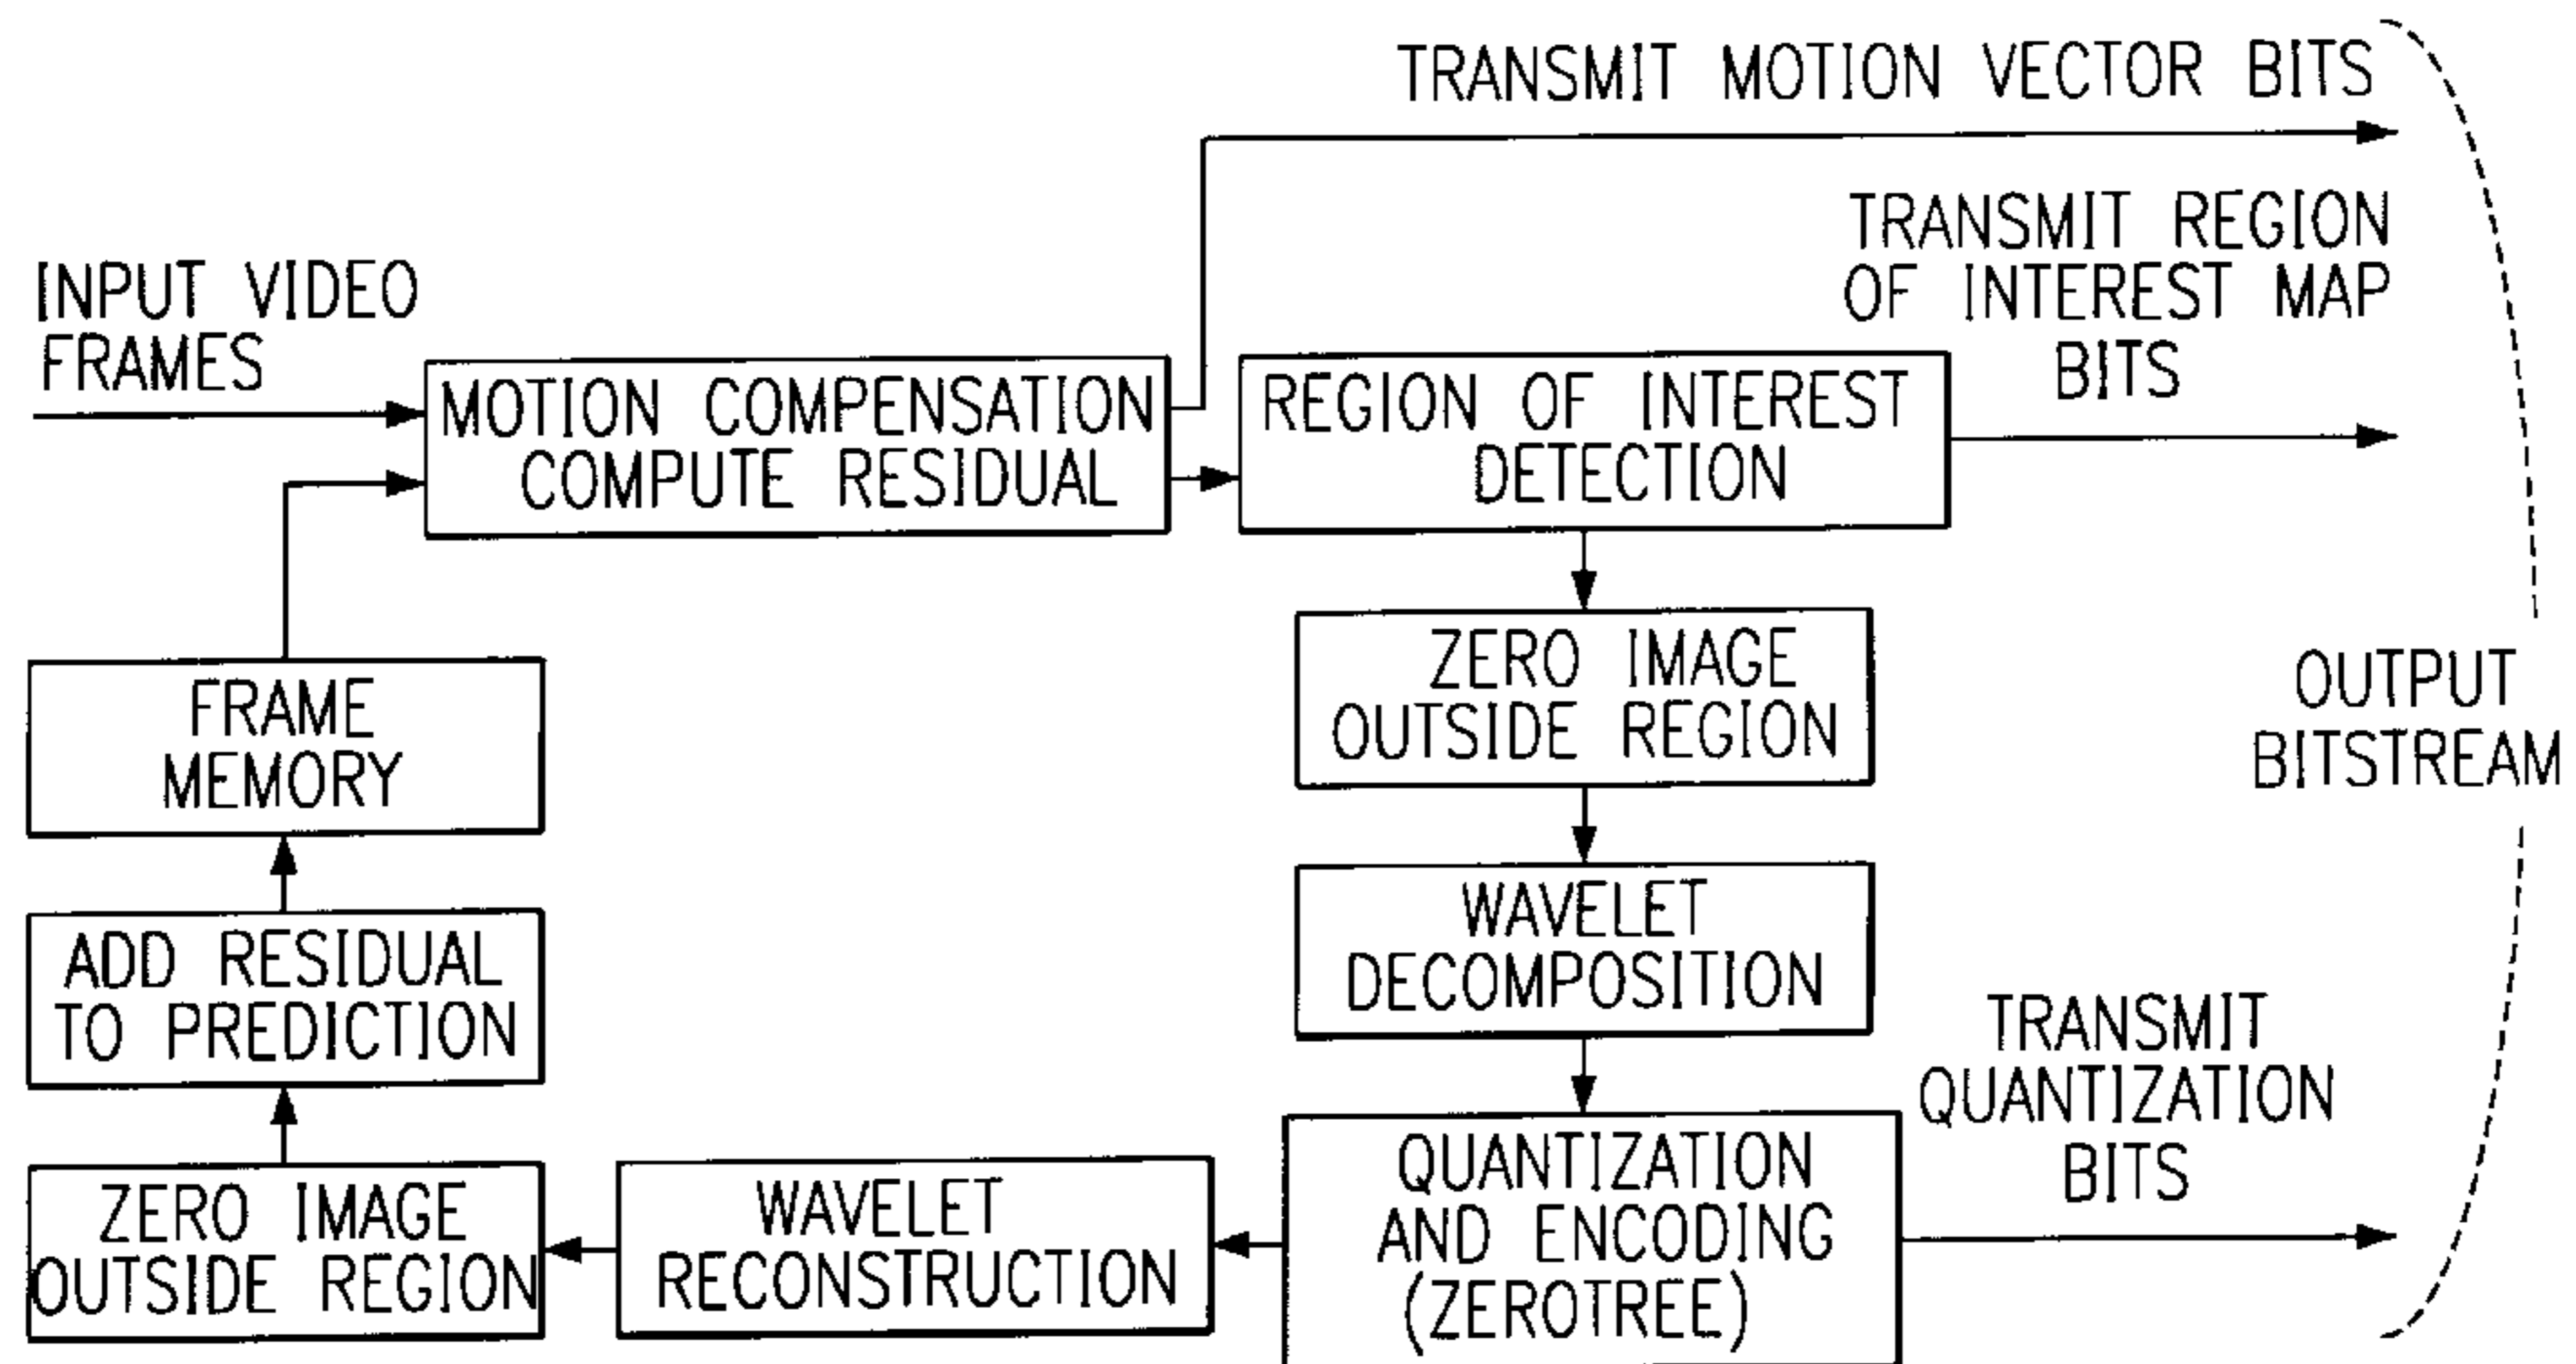 TRANSMIT MOTION VECTOR BITS
TRANSMIT REGION
OF INTEREST MAP
BITS
INPUT VIDEO
FRAMES
MOTION COMPENSATION
COMPUTE RESIDUAL
REGION OF INTEREST
DETECTION
ZERO IMAGE
OUTSIDE REGION
OUTPUT
BITSTREAM
FRAME
MEMORY
WAVELET
DECOMPOSITION
ADD RESIDUAL
TO PREDICTION
TRANSMIT
QUANTIZATION
BITS
QUANTIZATION
AND ENCODING
(ZEROTREE)
WAVELET
RECONSTRUCTION
ZERO IMAGE
OUTSIDE REGION